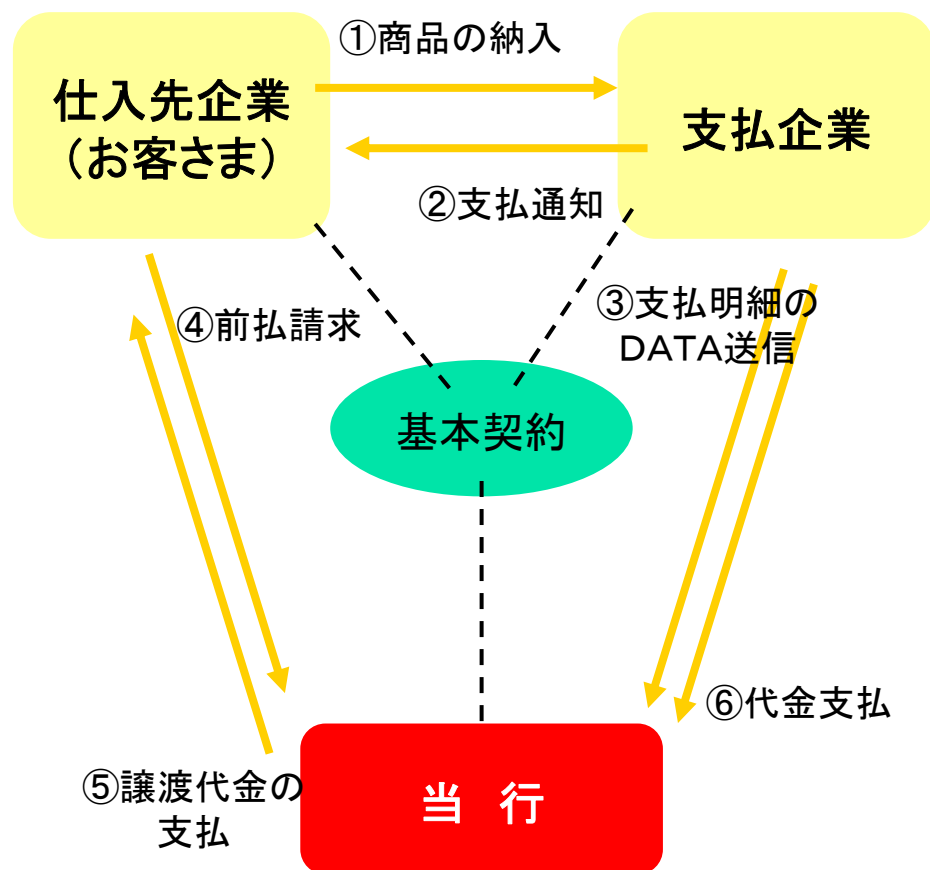 ①商品の納入
仕入先企業
（お客さま）
支払企業
②支払通知
③支払明細の
DATA送信
④前払請求
基本契約
⑥代金支払
⑤譲渡代金の
支払
当 行